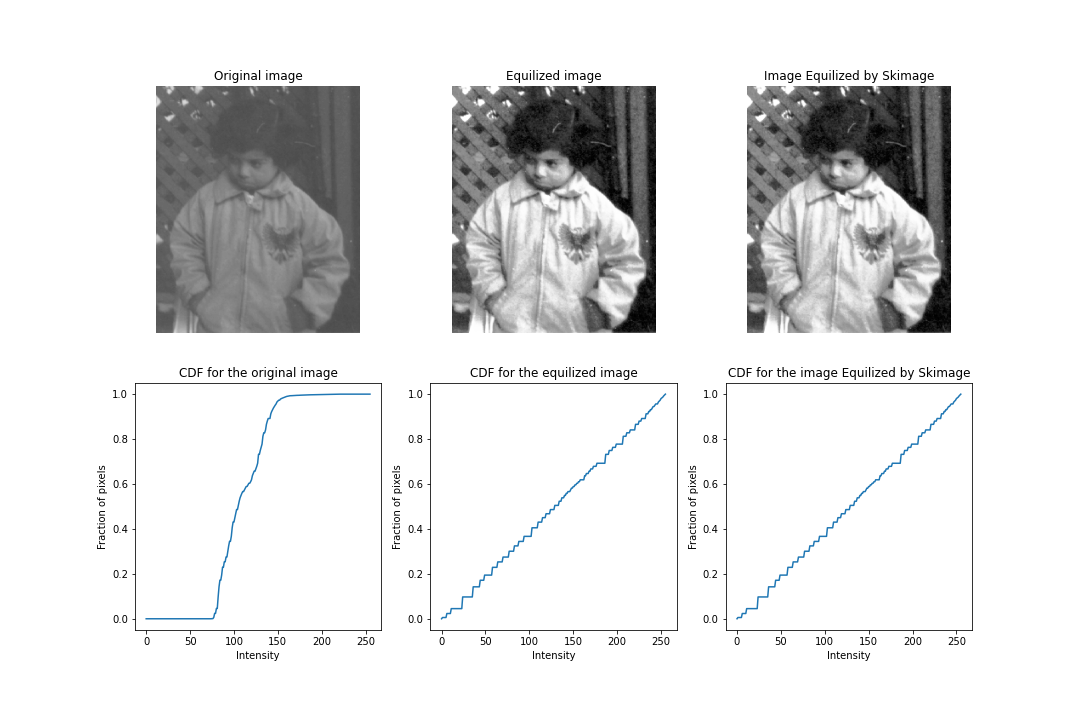 Original image
Equilized image
Image Equilized by Skimage
CDF for the original image
CDF for the equilized image
CDF for the image Equilized by Skimage
Fraction of pixels
1.0
0.8
0.6
0.4
0.2
0.0
0 50 100 150 200 250
Intensity
Fraction of pixels
1.0
0.8
0.6
0.4
0.2
0.0
0 50 100 150 200 250
Intensity
Fraction of pixels
1.0
0.8
0.6
0.4
0.2
0.0
0 50 100 150 200 250
Intensity